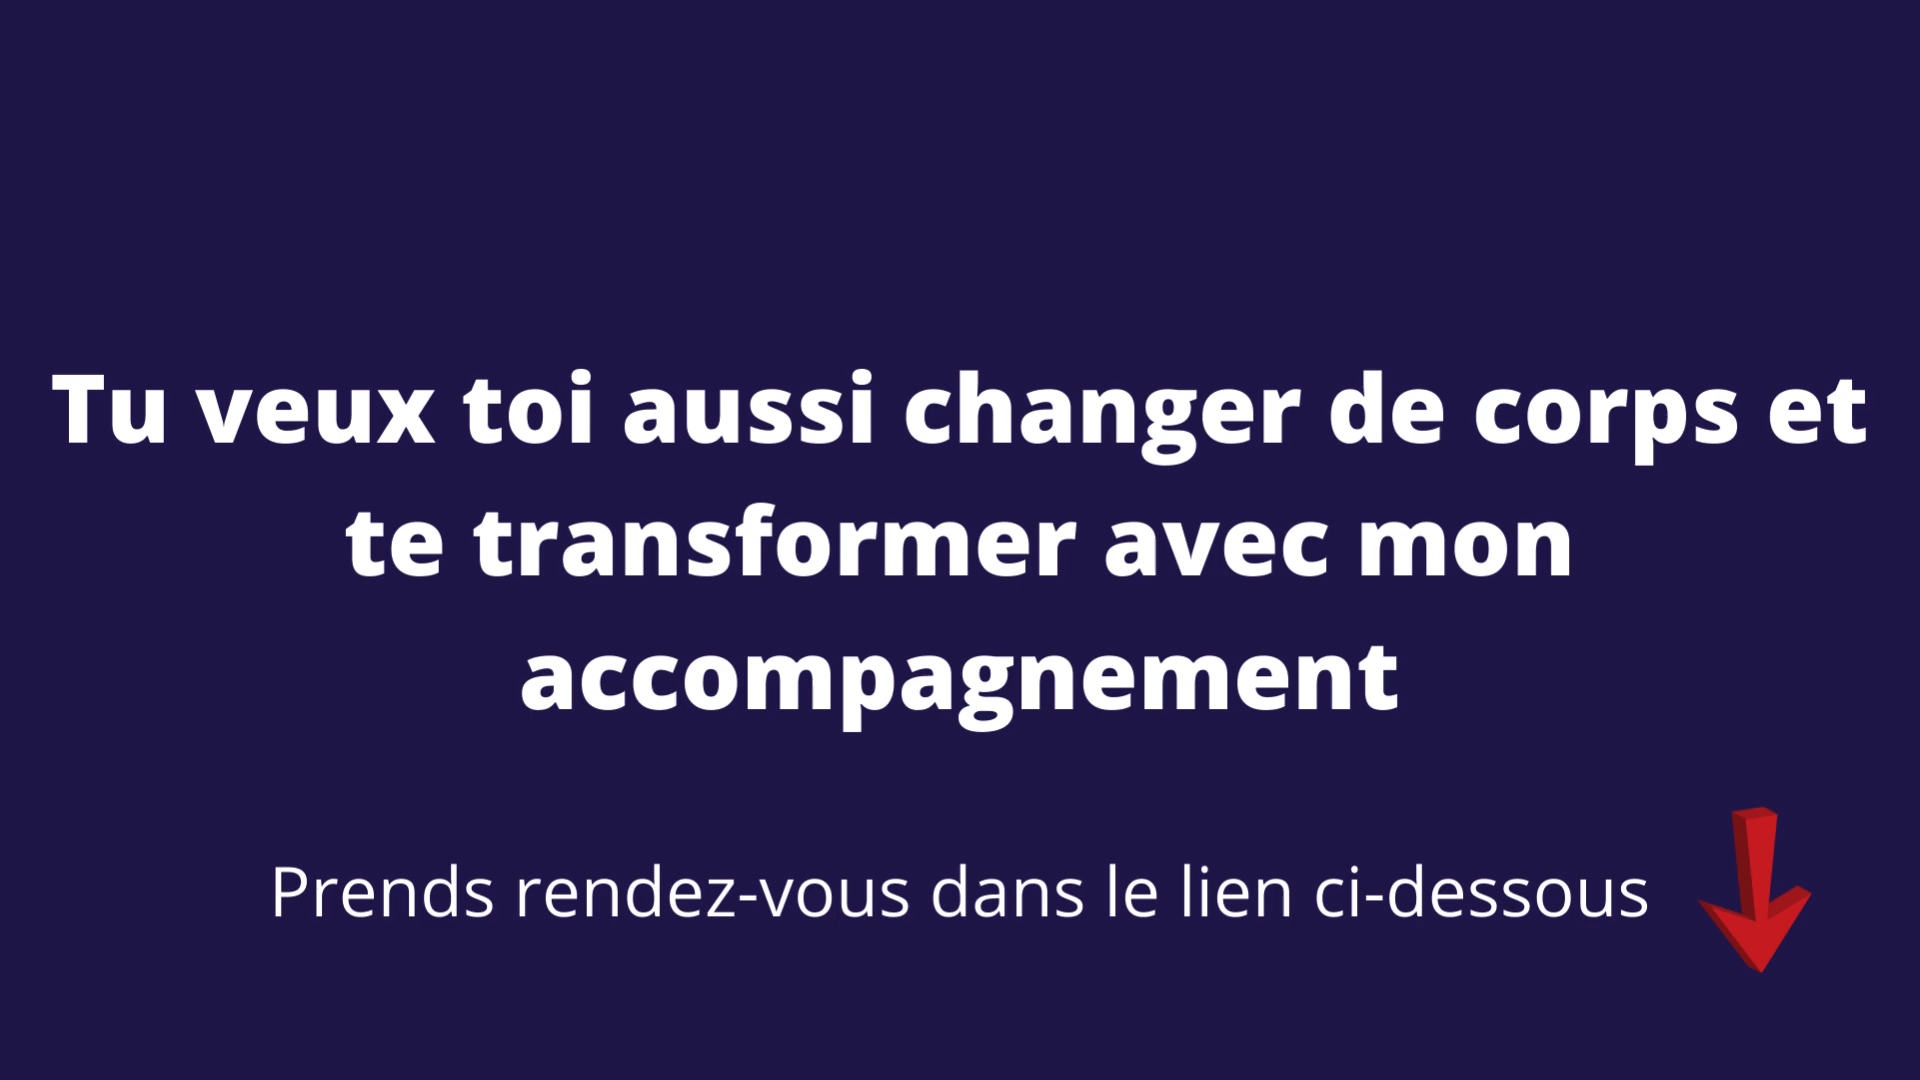 Tu veux toi aussi changer de corps et
te transformer avec mon
accompagnement
Prends rendez-vous dans le lien ci-dessous